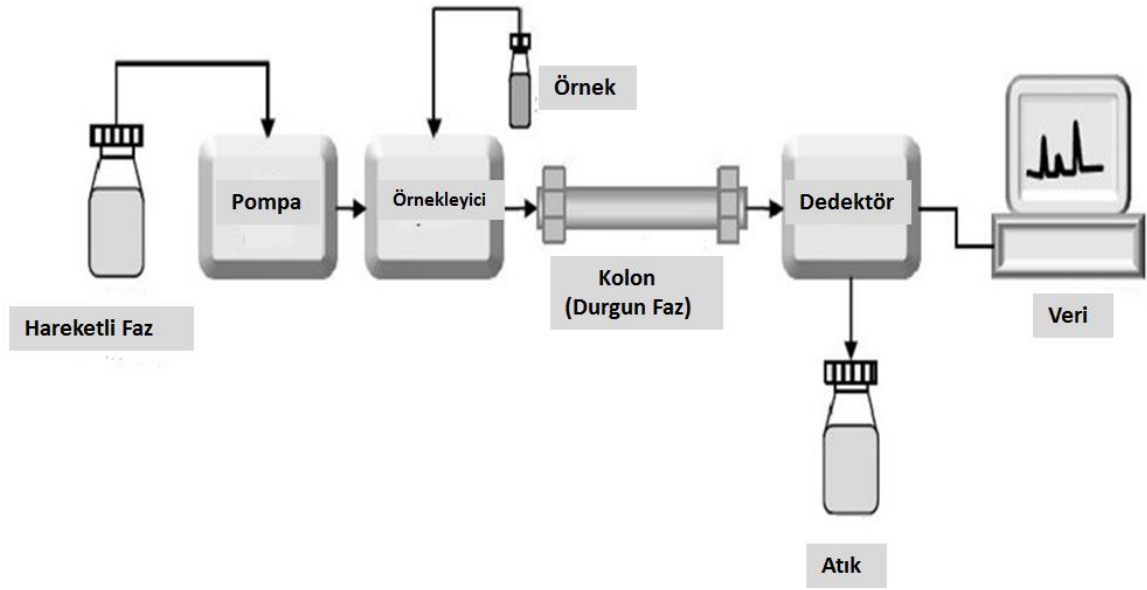 Örnek
Pompa
Örnekleyici
Dedektör
Kolon
(Durgun Faz)
Hareketli Faz
Veri
Atık